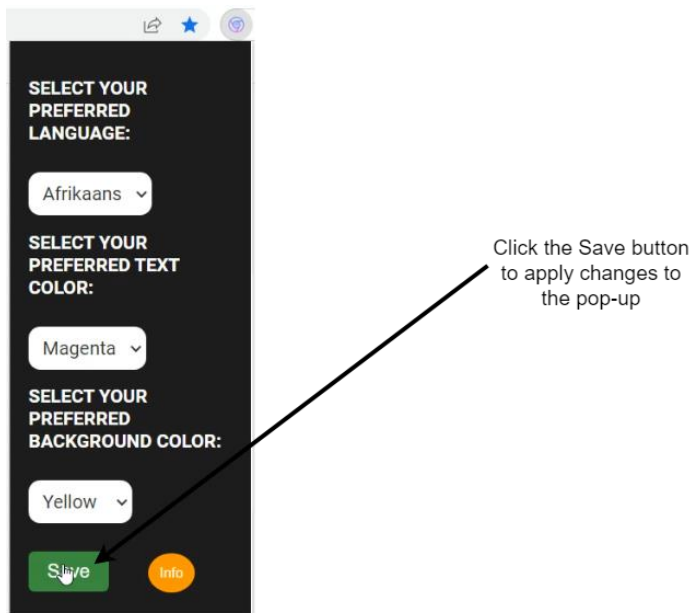 SELECT YOUR
PREFERRED
LANGUAGE:
Afrikaans
SELECT YOUR
PREFERRED TEXT
COLOR:
Magenta
SELECT YOUR
PREFERRED
BACKGROUND COLOR:
Yellow
Save
Info
Click the Save button
to apply changes to
the pop-up